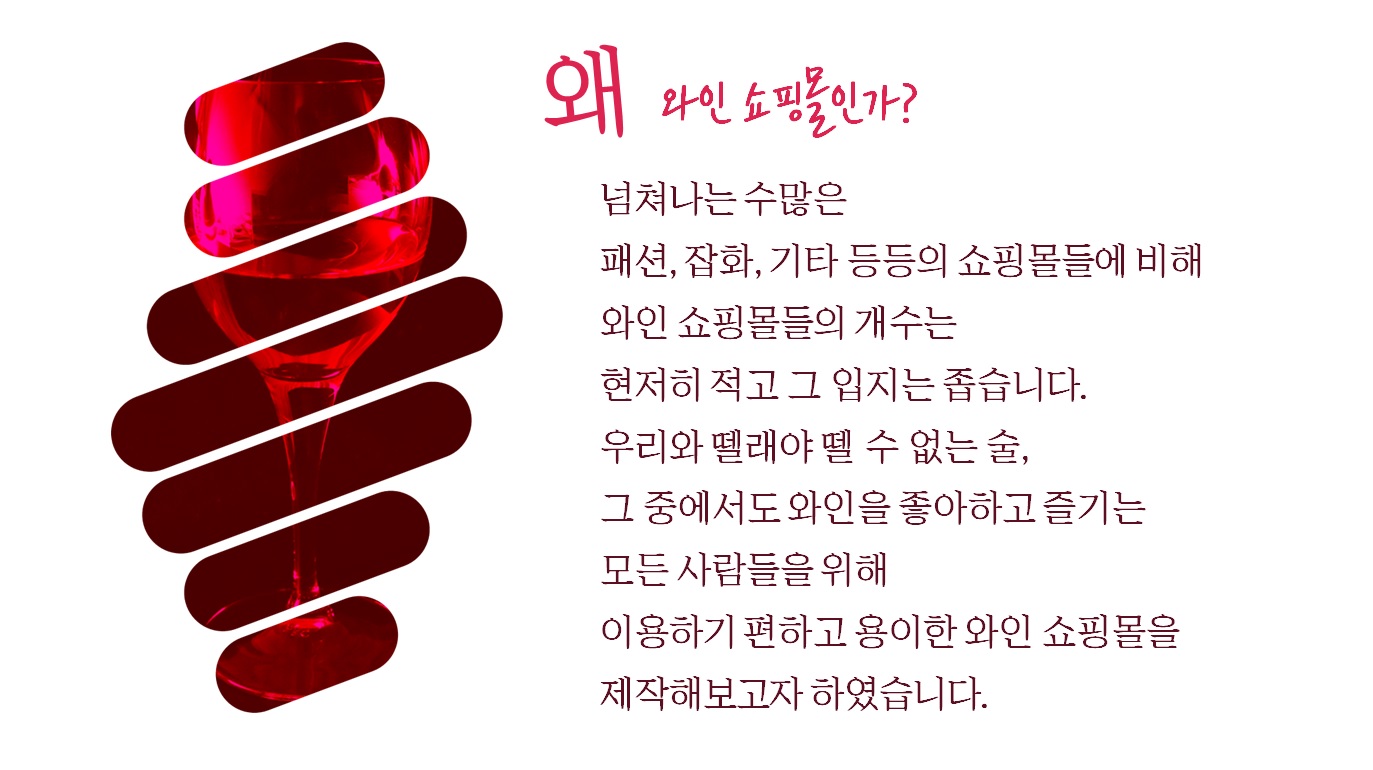 왜 와인 쇼핑몰인가?
넘쳐나는 수많은
패션, 잡화, 기타 등등의 쇼핑몰들에 비해
와인 쇼핑몰들의 개수는
현저히 적고 그 입지는 좁습니다.
우리와 뗄래야 뗄 수 없는 술,
그 중에서도 와인을 좋아하고 즐기는
모든 사람들을 위해
이용하기 편하고 용이한 와인 쇼핑몰을
제작해보고자 하였습니다.